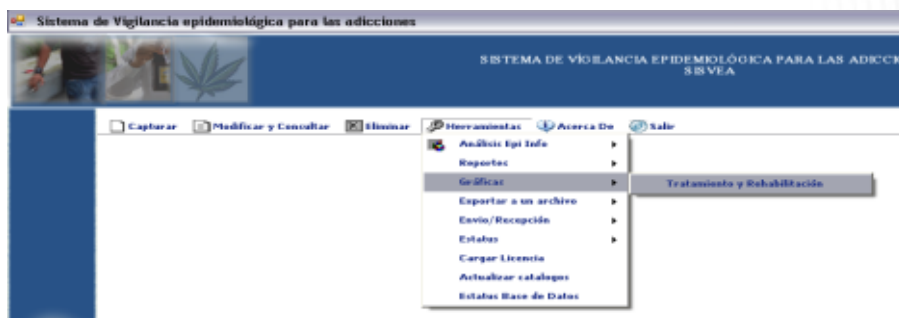 Sistema de Vigilancia epidemiológica para las adicciones
SISTEMA DE VÍGILANCIA EPIDEMIOLÓGICA PARA LAS ADICC
SISVEA
Capturar Modificar y Consultar Eliminar Herramientas Acerca De Salir
Análisis Epi Info
Reportes
Gráficas Tratamiento y Rehabilitación
Exportar a un archivo
Envío/Recepción
Estatus
Cargar Licencia
Actualizar catalogos
Estatus Base de Datos